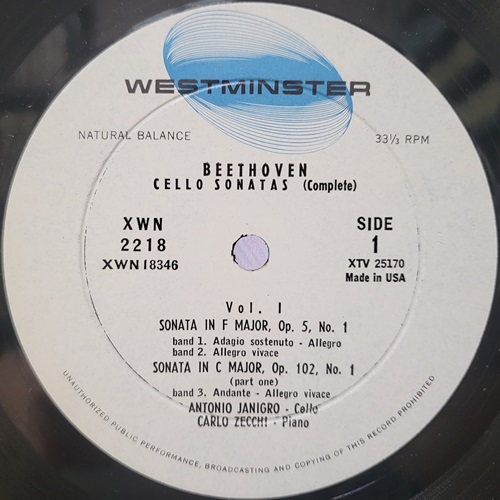 WESTMINSTER
NATURAL BALANCE
33⅓ RPM
BEETHOVEN
CELLO SONATAS (Complete)
XWN
2218
XWN 18346
SIDE
1
XTV 25170
Made in USA
Vol. I
SONATA IN F MAJOR, Op. 5, No. 1
band 1. Adagio sostenuto - Allegro
band 2. Allegro vivace
SONATA IN C MAJOR, Op. 102, No. 1
(part one)
band 3. Andante - Allegro vivace
ANTONIO JANIGRO - Cello
CARLO ZECCHI - Piano
UNAUTHORIZED PUBLIC PERFORMANCE, BROADCASTING AND COPYING OF THIS RECORD PROHIBITED